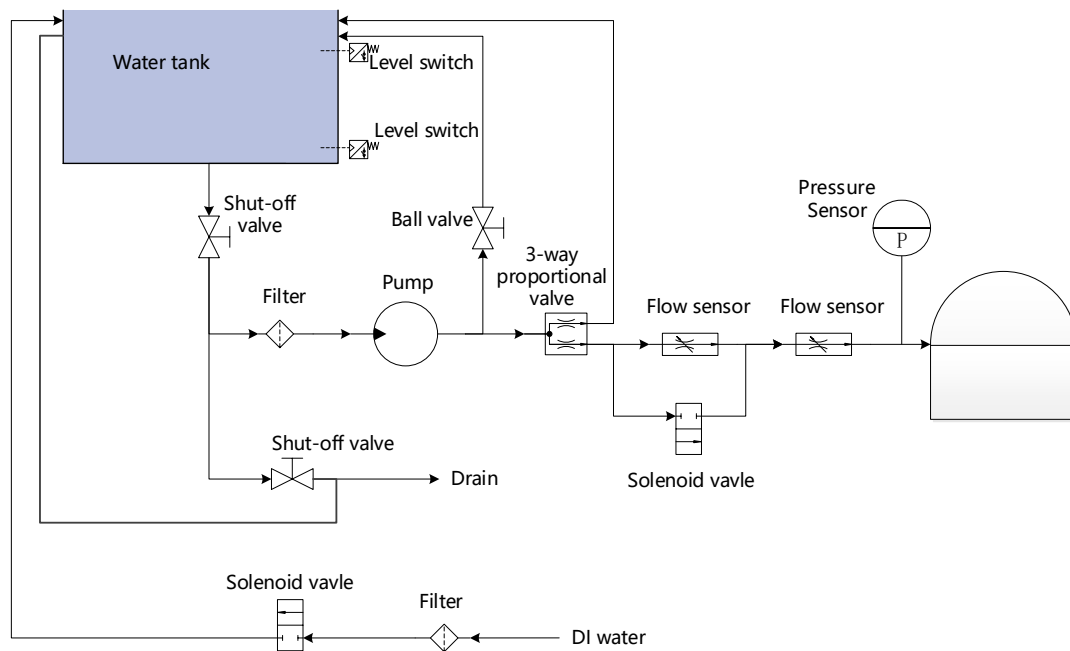 Water tank
Level switch
Level switch
Shut-off
valve
Ball valve
Pressure
Sensor
P
3-way
proportional
valve
Filter
Pump
Flow sensor
Flow sensor
Shut-off valve
Drain
Solenoid vavle
Solenoid vavle
Filter
DI water